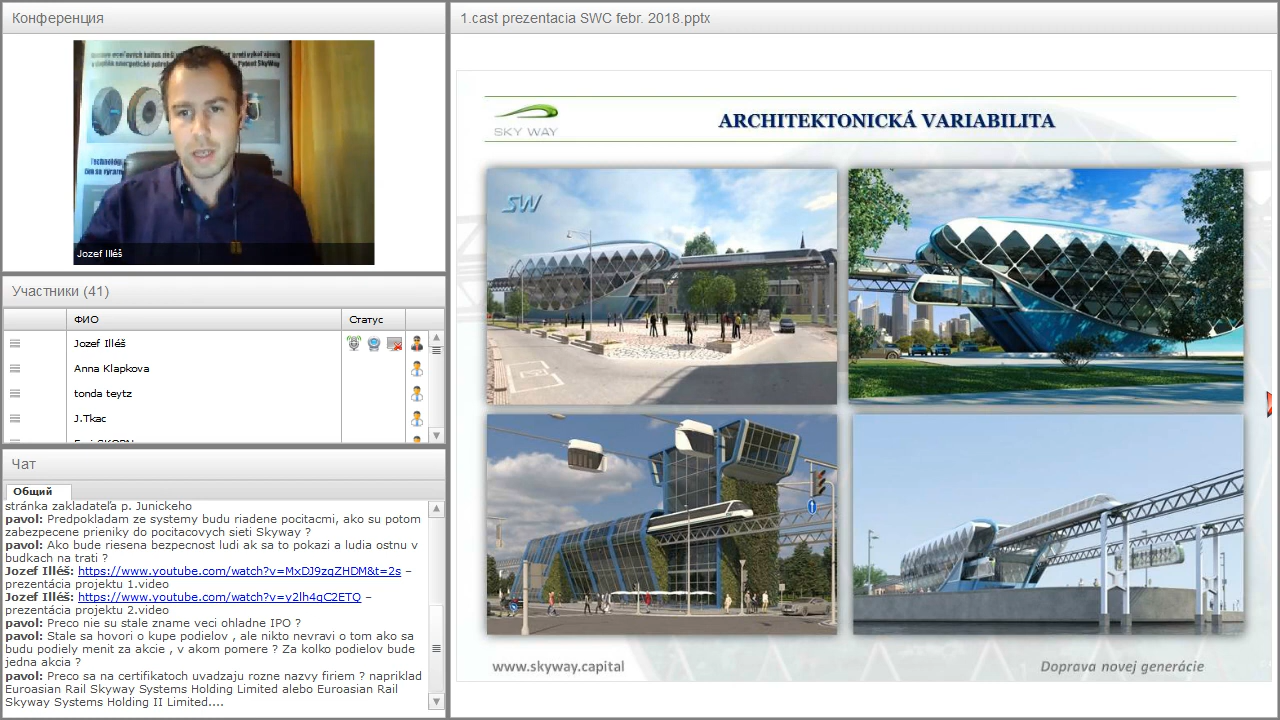 Конференция
Jozef Illéš
Участники (41)
ФИО
Статус
Jozef Illéš
Anna Klapkova
tonda teytz
J.Tkac
Чат
Общий
stránka zakladateľa p. Junickeho
pavol: Predpokladam ze systemy budu riadene pocitacmi, ako su potom
zabezpecene prieniky do pocitacovych sieti Skyway ?
pavol: Ako bude riesena bezpecnost ludi ak sa to pokazi a ludia ostnu v
budkach na trati ?
Jozef Illéš: https://www.youtube.com/watch?v=MxDJ9zqZHDM&t=2s –
prezentácia projektu 1.video
Jozef Illéš: https://www.youtube.com/watch?v=y2lh4gC2ETQ –
prezentácia projektu 2.video
pavol: Preco ne su stale zname veci ohladne IPO ?
pavol: Stale sa hovori o kupe podielov , ale nikto nevravi o tom ako sa
budu podiely menit za akcie , v akom pomere ? Za kolko podielov bude
jedna akcia ?
pavol: Preco sa na certifikatoch uvadzaju rozne nazvy firiem ? napriklad
Euroasian Rail Skyway Systems Holding Limited alebo Euroasian Rail
Skyway Systems Holding II Limited....
1.cast prezentacia SWC febr. 2018.pptx
SKY WAY
ARCHITEKTONICKÁ VARIABILITA
SW
www.skyway.capital
Doprava novej generácie